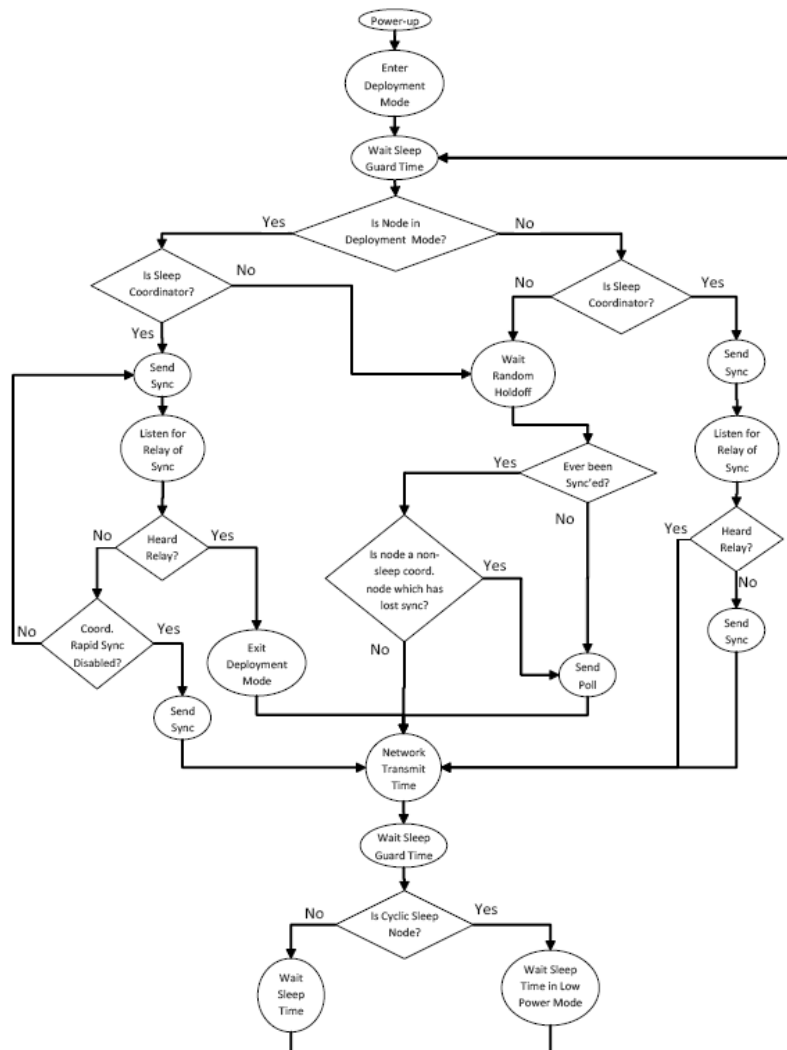 Power-up
Enter
Deployment
Mode
Wait Sleep
Guard Time
Is Node in
Deployment Mode?
Yes
No
Is Sleep
Coordinator?
No
Yes
Is Sleep
Coordinator?
No
Yes
Send
Sync
Wait
Random
Holdoff
Send
Sync
Listen for
Relay of
Sync
Listen for
Relay of
Sync
Ever been
Sync'ed?
Yes
No
Heard
Relay?
No
Yes
Heard
Relay?
Yes
No
Is node a non-
sleep coord.
node which has
lost sync?
Yes
No
Coord.
Rapid Sync
Disabled?
No
Yes
Exit
Deployment
Mode
Send
Poll
Send
Sync
Send
Sync
Network
Transmit
Time
Wait Sleep
Guard Time
Is Cyclic Sleep
Node?
No
Yes
Wait
Sleep
Time
Wait Sleep
Time in Low
Power Mode